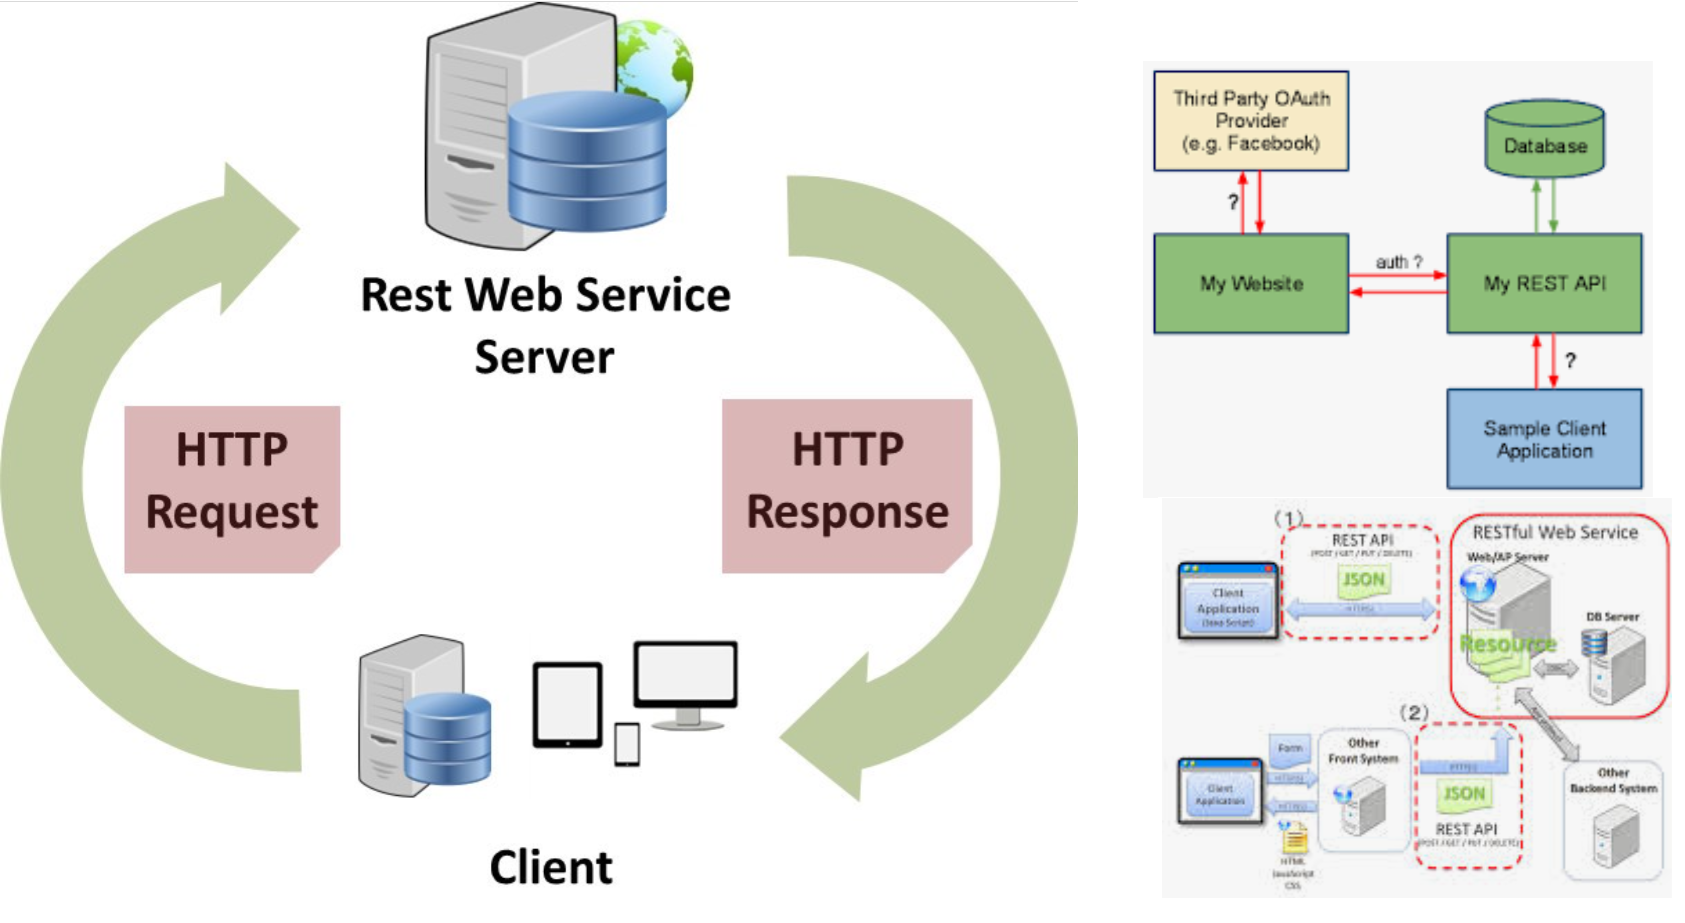 Rest Web Service
Server
HTTP
Request
HTTP
Response
Client
Third Party OAuth
Provider
(e.g. Facebook)
Database
?
My Website
auth ?
My REST API
?
Sample Client
Application
(1)
REST API
(POST / GET / PUT / DELETE)
JSON
HTTP(S)
Client
Application
(Java Script)
RESTful Web Service
Web/AP Server
DB Server
Resource
(2)
Client
Application
Form
HTTP(S)
HTTP(S)
HTML
JavaScript
CSS
Other
Front System
HTTP(S)
JSON
REST API
(POST / GET / PUT / DELETE)
Other
Backend System